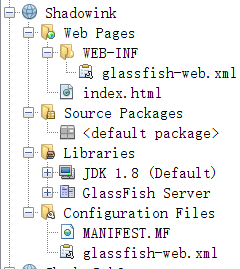 Shadowink
Web Pages
WEB-INF
glassfish-web.xml
index.html
Source Packages
<default package>
Libraries
JDK 1.8 (Default)
GlassFish Server
Configuration Files
MANIFEST.MF
glassfish-web.xml